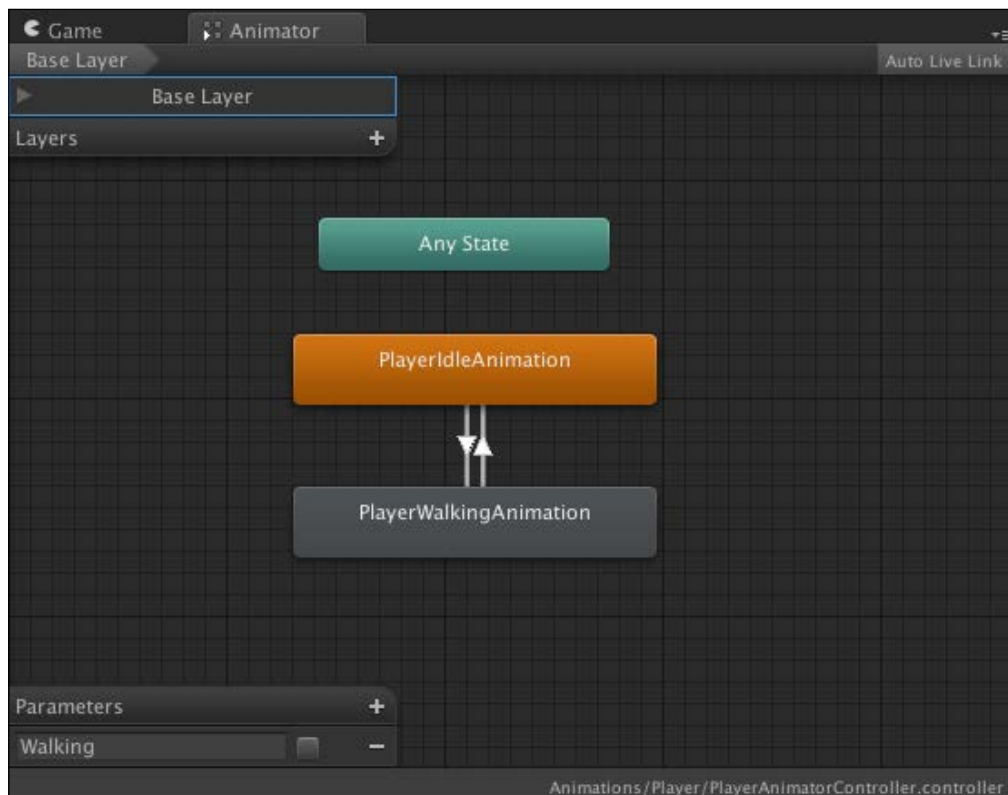 Game
Animator
Base Layer
Auto Live Link
Base Layer
Layers
Any State
PlayerIdleAnimation
PlayerWalkingAnimation
Parameters
Walking
Animations/Player/PlayerAnimatorController.controller